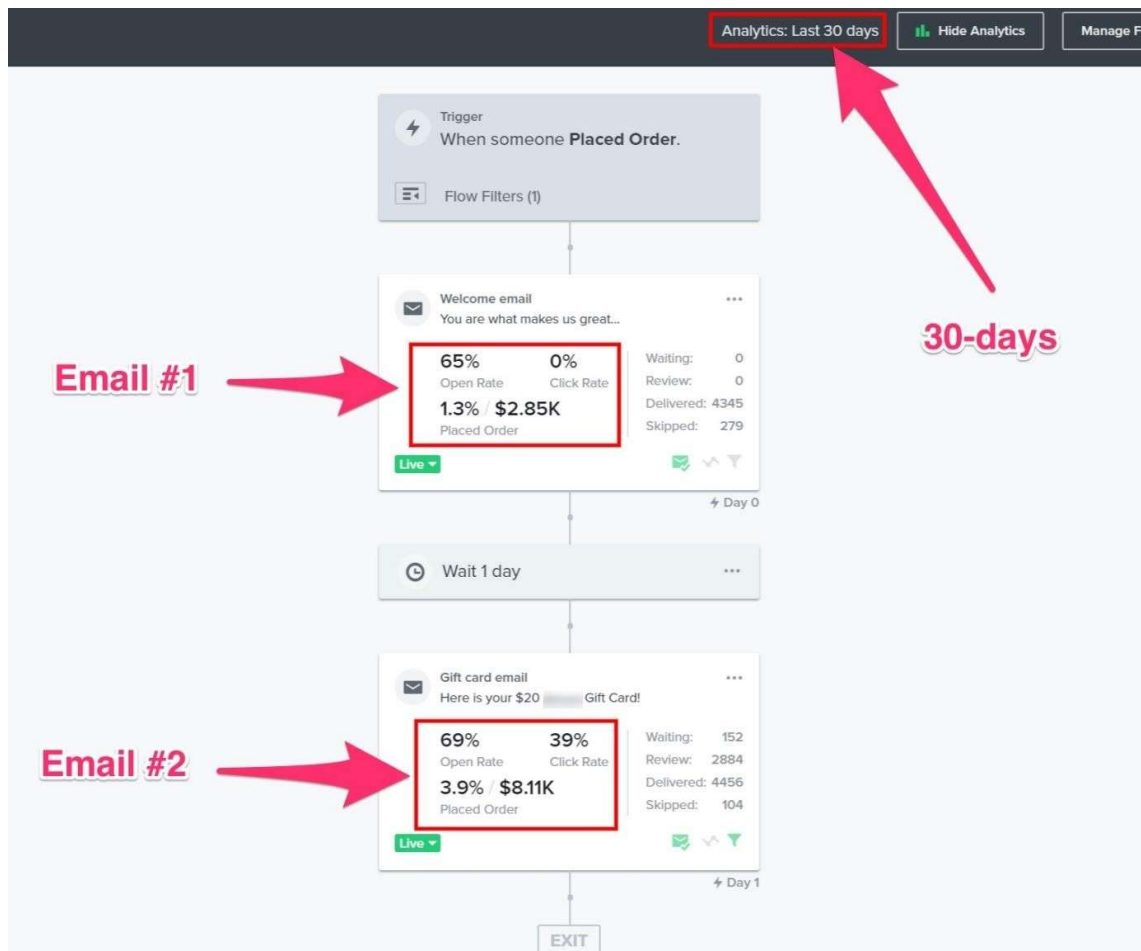 Analytics: Last 30 days
Hide Analytics
Manage F
Trigger
When someone Placed Order.
Flow Filters (1)
30-days
Welcome email
You are what makes us great...
Email #1
65% 0%
Open Rate Click Rate
1.3% / $2.85K
Placed Order
Waiting: 0
Review: 0
Delivered: 4345
Skipped: 279
Live
Day 0
Wait 1 day
Gift card email
Here is your $20 Gift Card!
Email #2
69% 39%
Open Rate Click Rate
3.9% / $8.11K
Placed Order
Waiting: 152
Review: 2884
Delivered: 4456
Skipped: 104
Live
Day 1
EXIT